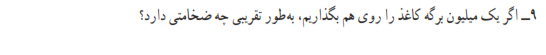 ۹ــ اگر یک میلیون برگه کاغذ را روی هم بگذاریم، به‌طور تقریبی چه ضخامتی دارد؟